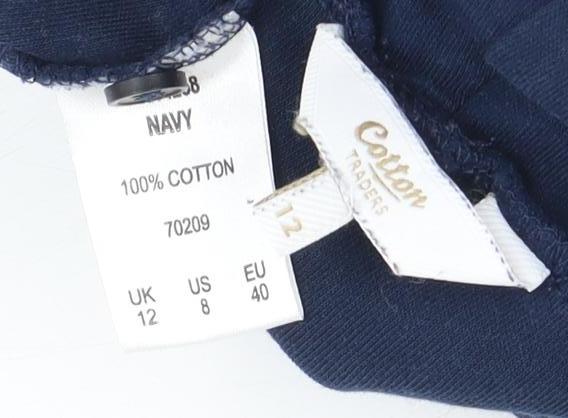 NAVY
100% COTTON
70209
UK US EU
12 8 40
12
Cotton
TRADERS